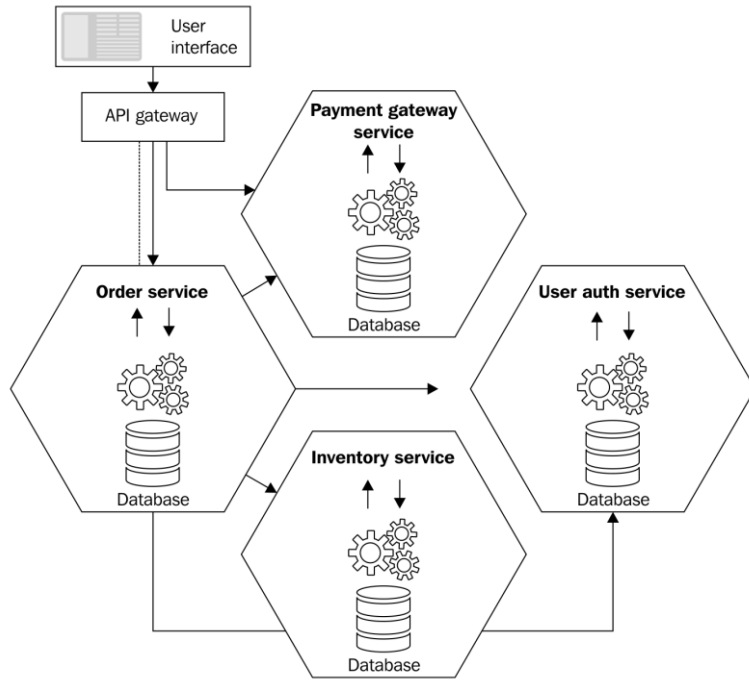 User
interface
API gateway
Payment gateway
service
Database
Order service
Database
User auth service
Database
Inventory service
Database